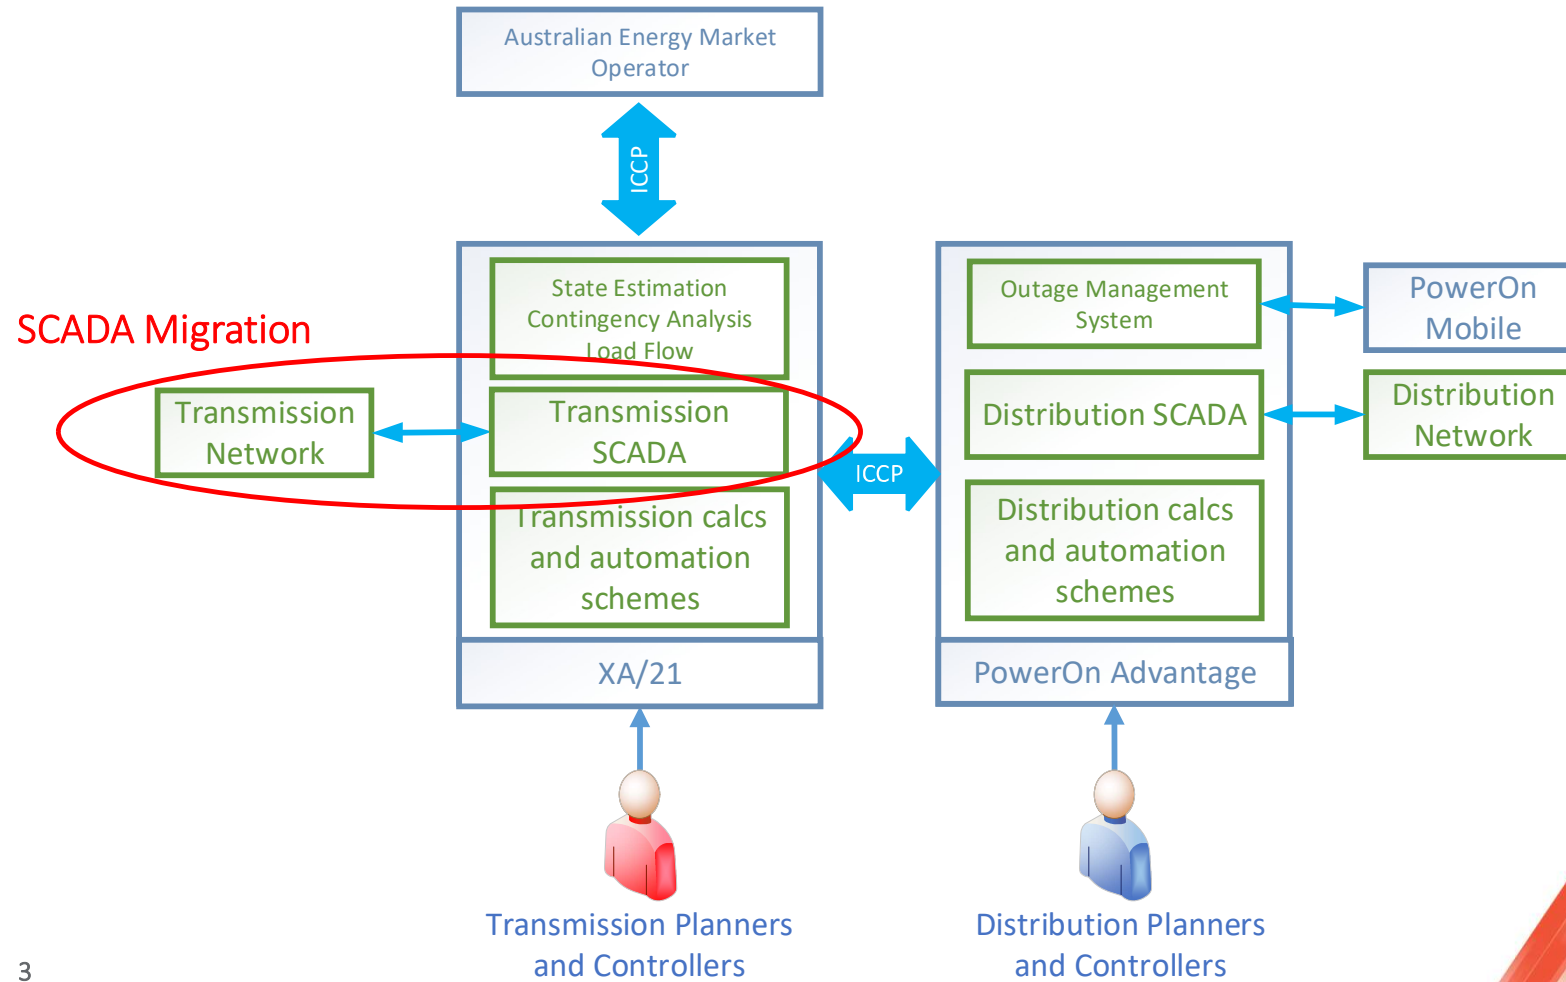 Australian Energy Market
Operator
ICCP
SCADA Migration
Transmission
Network
State Estimation
Contingency Analysis
Load Flow
Transmission
SCADA
Transmission calcs
and automation
schemes
XA/21
ICCP
Outage Management
System
Distribution SCADA
Distribution calcs
and automation
schemes
PowerOn Advantage
PowerOn
Mobile
Distribution
Network
Transmission Planners
and Controllers
Distribution Planners
and Controllers
3